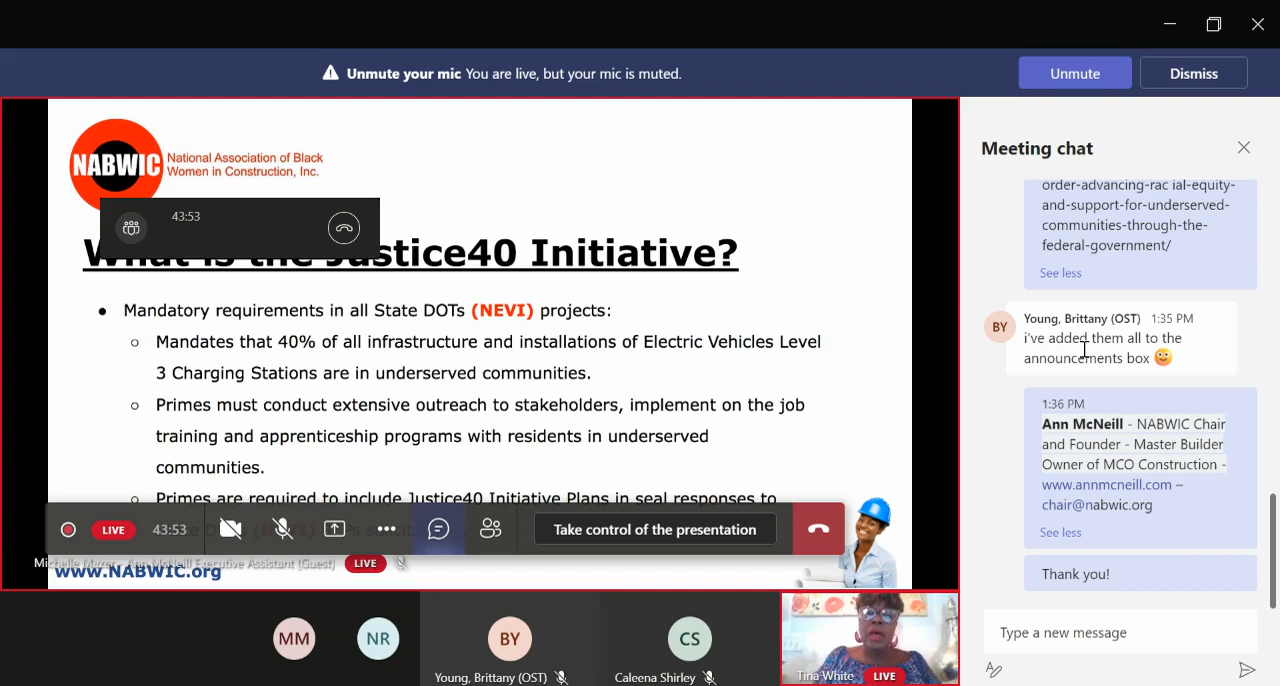 Unmute your mic You are live, but your mic is muted.
Unmute
Dismiss
NABWIC
National Association of Black
Women in Construction, Inc.
43:53
What is the Justice40 Initiative?
● Mandatory requirements in all State DOTs (NEVI) projects:
○ Mandates that 40% of all infrastructure and installations of Electric Vehicles Level
3 Charging Stations are in underserved communities.
○ Primes must conduct extensive outreach to stakeholders, implement on the job
training and apprenticeship programs with residents in underserved
communities.
○ Primes are required to include Justice40 Initiative Plans in seal responses to
LIVE
43:53
Take control of the presentation
Michelle Mazer - Ann McNeill Executive Assistant (Guest)
LIVE
www.NABWIC.org
MM
NR
BY
Young, Brittany (OST)
CS
Caleena Shirley
Tina White
LIVE
Meeting chat
order-advancing-rac ial-equity-
and-support-for-underserved-
communities-through-the-
federal-government/
See less
BY
Young, Brittany (OST) 1:35 PM
i've added them all to the
announcements box
1:36 PM
Ann McNeill - NABWIC Chair
and Founder - Master Builder
Owner of MCO Construction -
www.annmcneill.com –
chair@nabwic.org
See less
Thank you!
Type a new message